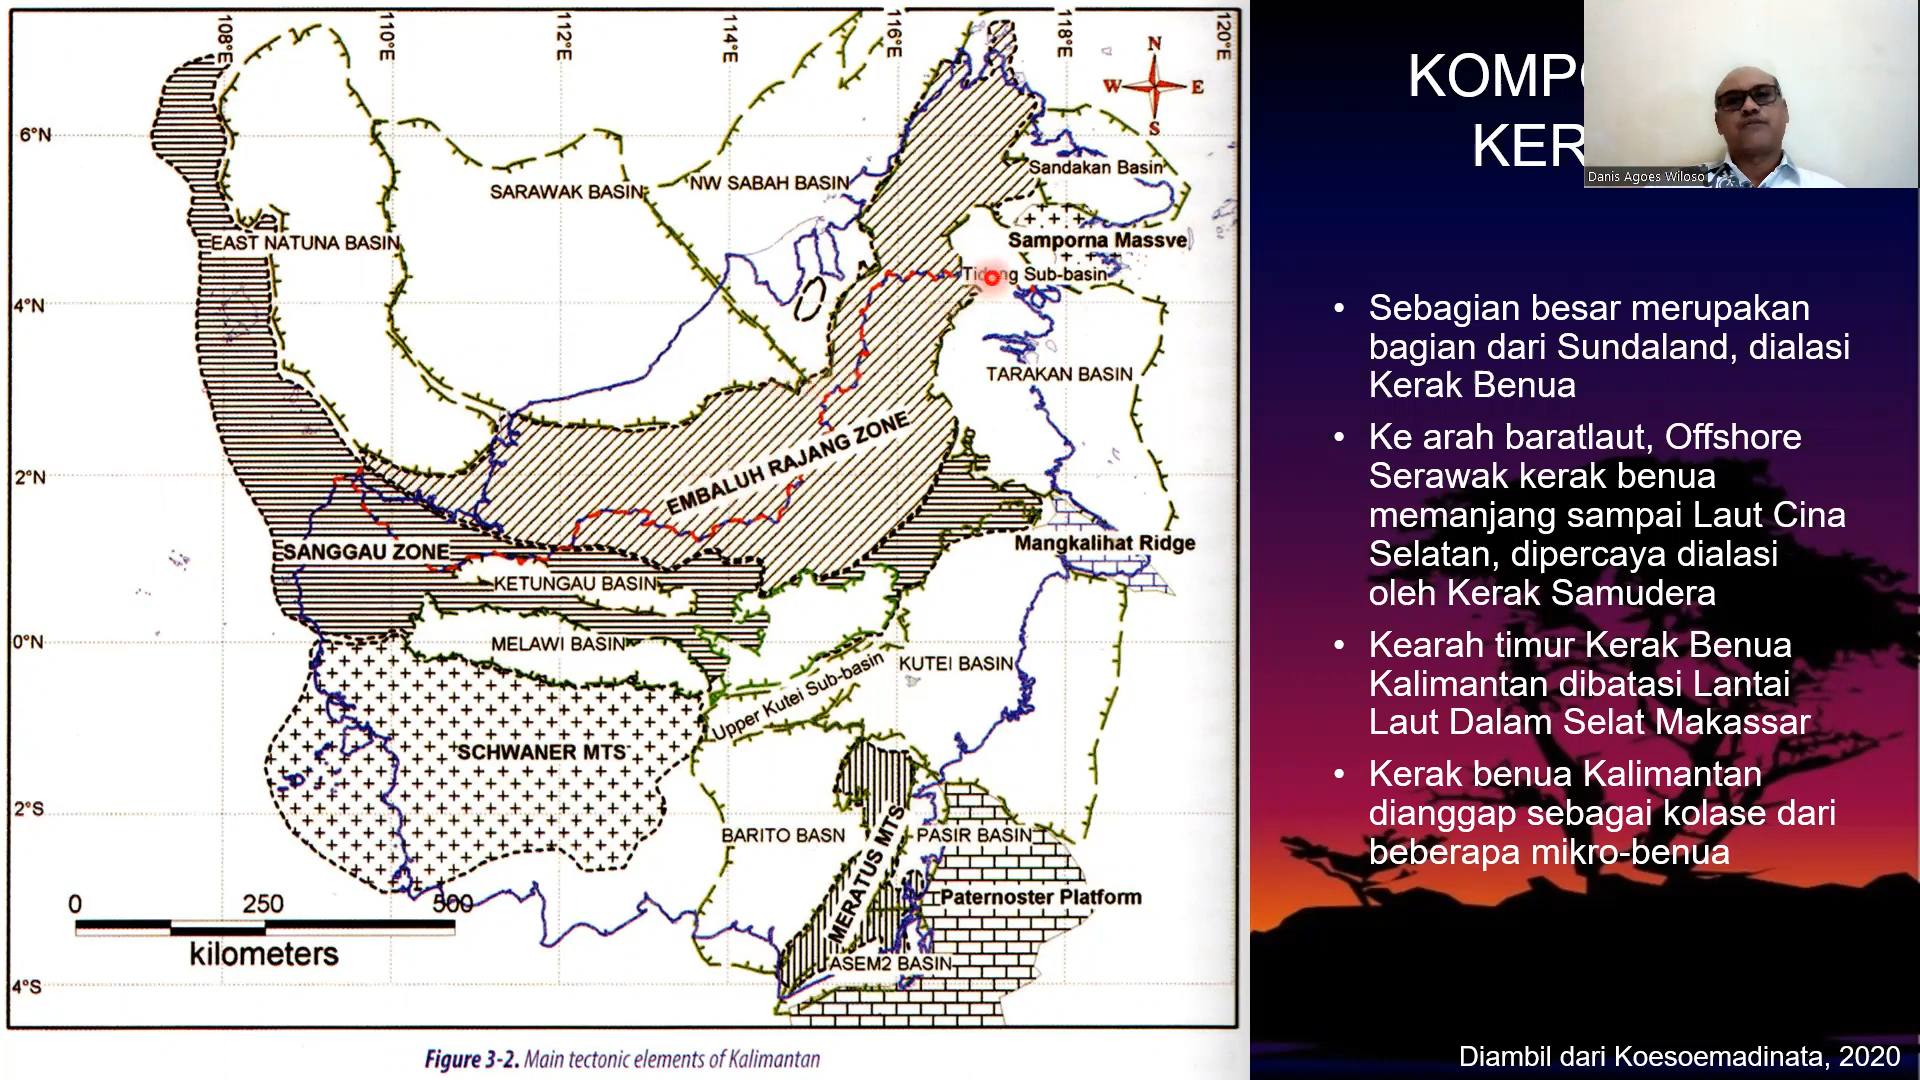 108°E
110°E
112°E
114°E
116°E
118°E
120°E
N
W E
S
6°N
4°N
2°N
0°N
2°S
4°S
Sandakan Basin
NW SABAH BASIN
SARAWAK BASIN
EAST NATUNA BASIN
Samporna Massve
Sub-basin
TARAKAN BASIN
EMBALUH RAJANG ZONE
SANGGAU ZONE
Mangkalihat Ridge
KETUNGAU BASIN
MELAWI BASIN
KUTEI BASIN
Upper Kutei Sub-basin
SCHWANER MTS
BARITO BASN
MERATUS MTS
PASIR BASIN
Paternoster Platform
ASEM2 BASIN
0 250 500
kilometers
Figure 3-2. Main tectonic elements of Kalimantan
Danis Agoes Wiloso
• Sebagian besar merupakan
bagian dari Sundaland, dialasi
Kerak Benua
• Ke arah baratlaut, Offshore
Serawak kerak benua
memanjang sampai Laut Cina
Selatan, dipercaya dialasi
oleh Kerak Samudera
• Kearah timur Kerak Benua
Kalimantan dibatasi Lantai
Laut Dalam Selat Makassar
• Kerak benua Kalimantan
dianggap sebagai kolase dari
beberapa mikro-benua
Diambil dari Koesoemadinata, 2020